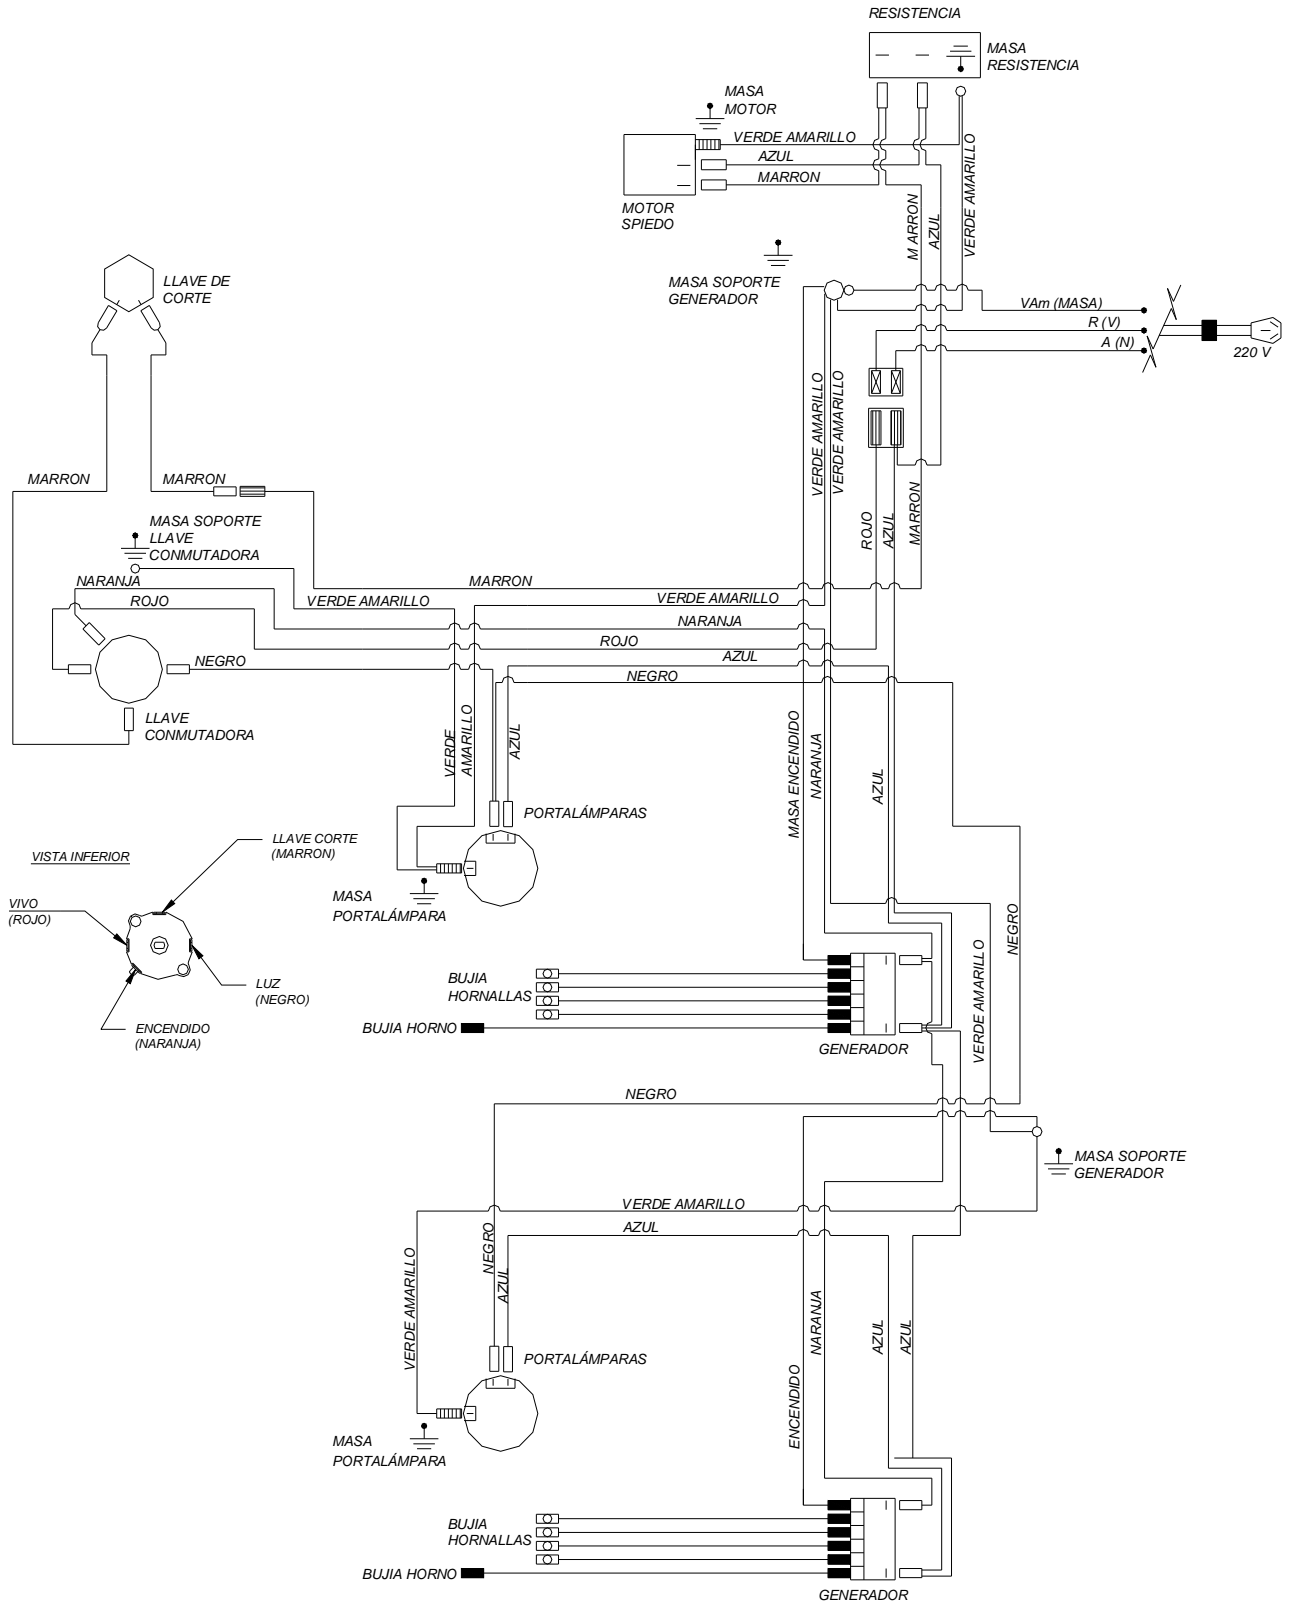 RESISTENCIA
MASA
RESISTENCIA
MASA
MOTOR
VERDE AMARILLO
AZUL
MARRON
MOTOR
SPIEDO
M ARRON
AZUL
VERDE AMARILLO
LLAVE DE
CORTE
MASA SOPORTE
GENERADOR
VAm (MASA)
R (V)
A (N)
220 V
VERDE AMARILLO
VERDE AMARILLO
MARRON
MARRON
MASA SOPORTE
LLAVE
CONMUTADORA
ROJO
AZUL
MARRON
NARANJA
MARRON
ROJO
VERDE AMARILLO
VERDE AMARILLO
NARANJA
ROJO
NEGRO
AZUL
NEGRO
LLAVE
CONMUTADORA
VERDE
AMARILLO
AZUL
MASA ENCENDIDO
NARANJA
AZUL
PORTALÁMPARAS
VISTA INFERIOR
LLAVE CORTE
(MARRON)
VIVO
(ROJO)
MASA
PORTALÁMPARA
NEGRO
VERDE AMARILLO
LUZ
(NEGRO)
ENCENDIDO
(NARANJA)
BUJIA
HORNALLAS
BUJIA HORNO
GENERADOR
NEGRO
MASA SOPORTE
GENERADOR
VERDE AMARILLO
AZUL
NEGRO
AZUL
VERDE AMARILLO
NARANJA
AZUL
AZUL
ENCENDIDO
PORTALÁMPARAS
MASA
PORTALÁMPARA
BUJIA
HORNALLAS
BUJIA HORNO
GENERADOR